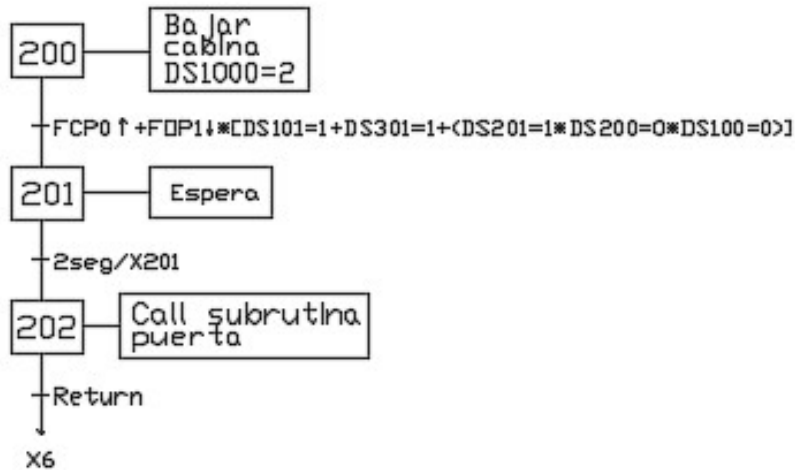 200
Bajar
cabina
DS1000=2
FCP0↑+FOP1↓*[DS101=1+DS301=1+(DS201=1*DS200=0*DS100=0)]
201
Espera
2seg/X201
202
Call subrutina
puerta
Return
X6